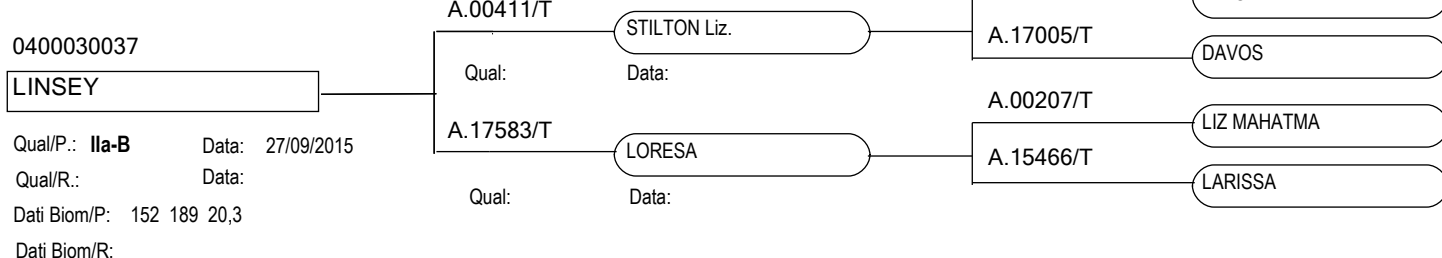 A.00411/T
STILTON Liz.
A.17005/T
DAVOS
0400030037
LINSEY
Qual: Data:
A.00207/T
LIZ MAHATMA
A.17583/T
LORESA
A.15466/T
LARISSA
Qual/P.: IIa-B Data: 27/09/2015
Qual/R.: Data:
Qual: Data:
Dati Biom/P: 152 189 20,3
Dati Biom/R: